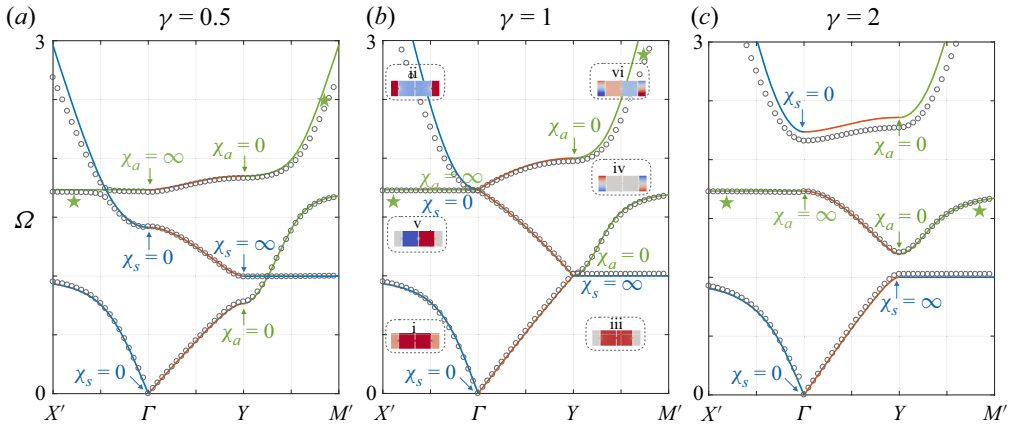 (a) γ = 0.5 (b) γ = 1 (c) γ = 2
3 3 3
ii vi
χs = 0
χa = 0
χa = ∞ χa = 0
iv
χa = ∞
χs = 0
Ω
v
χa = ∞ χa = 0
χs = 0 χs = ∞
χa = 0
χs = ∞
χs = ∞
χa = 0
i iii
χs = 0 χs = 0 χs = 0
0 0 0
X′ Γ Y M′ X′ Γ Y M′ X′ Γ Y M′